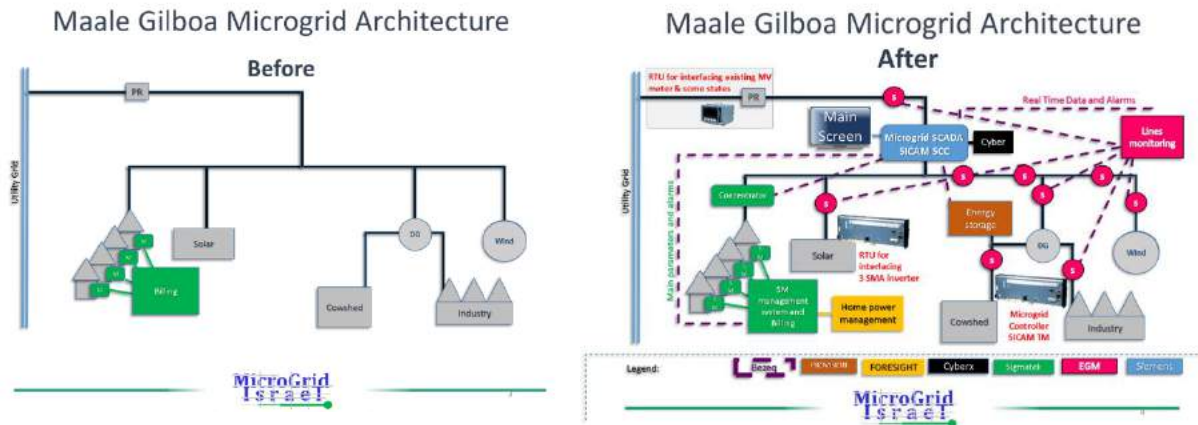 Maale Gilboa Microgrid Architecture
Before
PR
Utility Grid
Solar
DG
Wind
Billing
Cowshed
Industry
MicroGrid
Israel
Maale Gilboa Microgrid Architecture
After
RTU for interfacing existing MV
meter & some states
PR
S
Real Time Data and Alarms
Main
Screen
Microgrid SCADA
SICAM SCC
Cyber
Lines
monitoring
Utility Grid
Main parameters and alarms
Concentrator
S
S
S
S
S
Energy
storage
Solar
RTU for
interfacing
3 SMA inverter
DG
Wind
S
S
SM
management
system and
Billing
Home power
management
Cowshed
Microgrid
Controller
SICAM TM
Industry
Legend:
Bezeq
FORESIGHT
Cyberx
Sigmatek
EGM
Siemens
MicroGrid
Israel